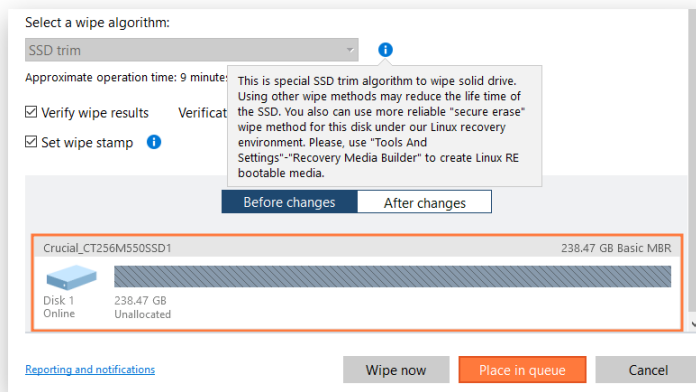 Select a wipe algorithm:
SSD trim
Approximate operation time: 9 minutes
This is special SSD trim algorithm to wipe solid drive.
Using other wipe methods may reduce the life time of
the SSD. You also can use more reliable "secure erase"
wipe method for this disk under our Linux recovery
environment. Please, use "Tools And
Settings"-"Recovery Media Builder" to create Linux RE
bootable media.
Verify wipe results
Set wipe stamp
Before changes After changes
Crucial_CT256M550SSD1 238.47 GB Basic MBR
Disk 1 238.47 GB
Online Unallocated
Reporting and notifications Wipe now Place in queue Cancel